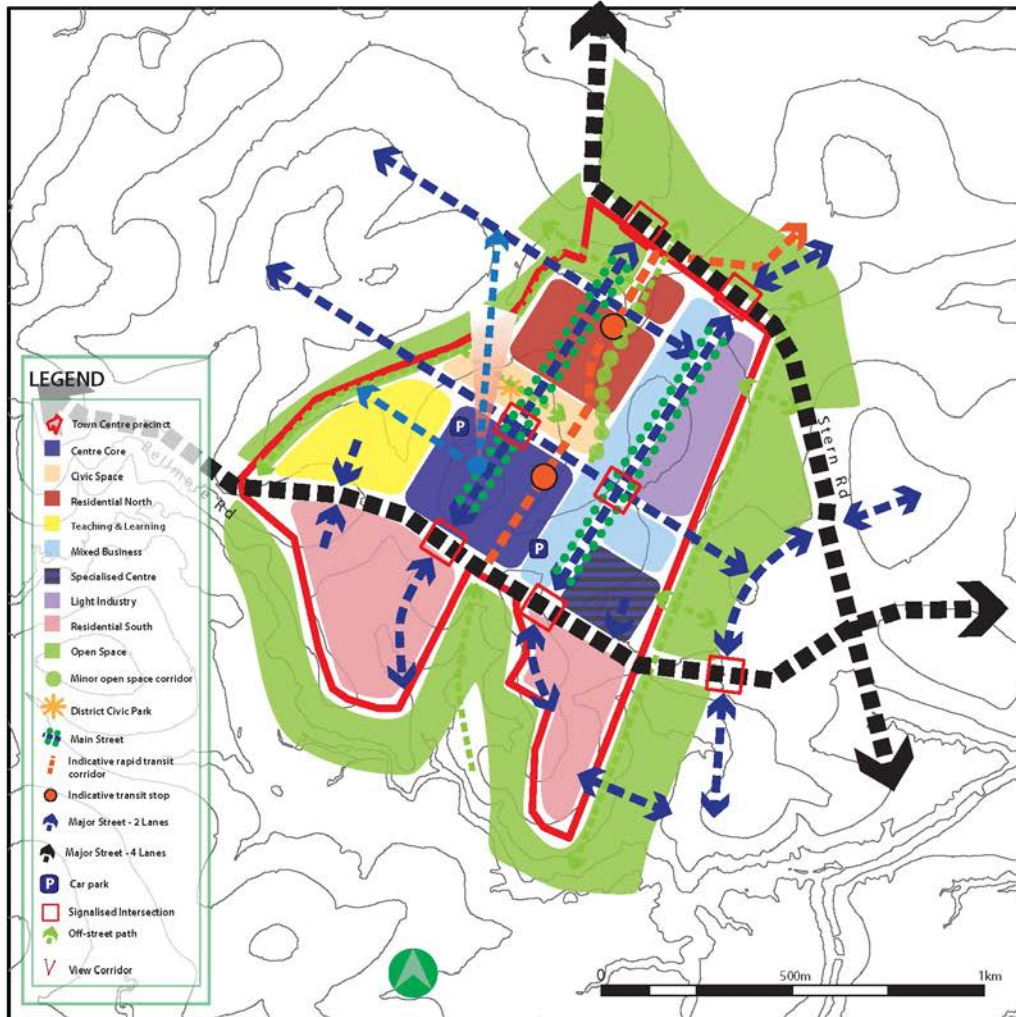 LEGEND
Town Centre precinct
Centre Core
Civic Space
Residential North
Teaching & Learning
Mixed Business
Specialised Centre
Light Industry
Residential South
Open Space
Minor open space corridor
District Civic Park
Main Street
Indicative rapid transit
corridor
Indicative transit stop
Major Street - 2 Lanes
Major Street - 4 Lanes
P Car park
Signalised Intersection
Off-street path
V View Corridor
Bellmere Rd
P
P
Stern Rd
0 500m 1km